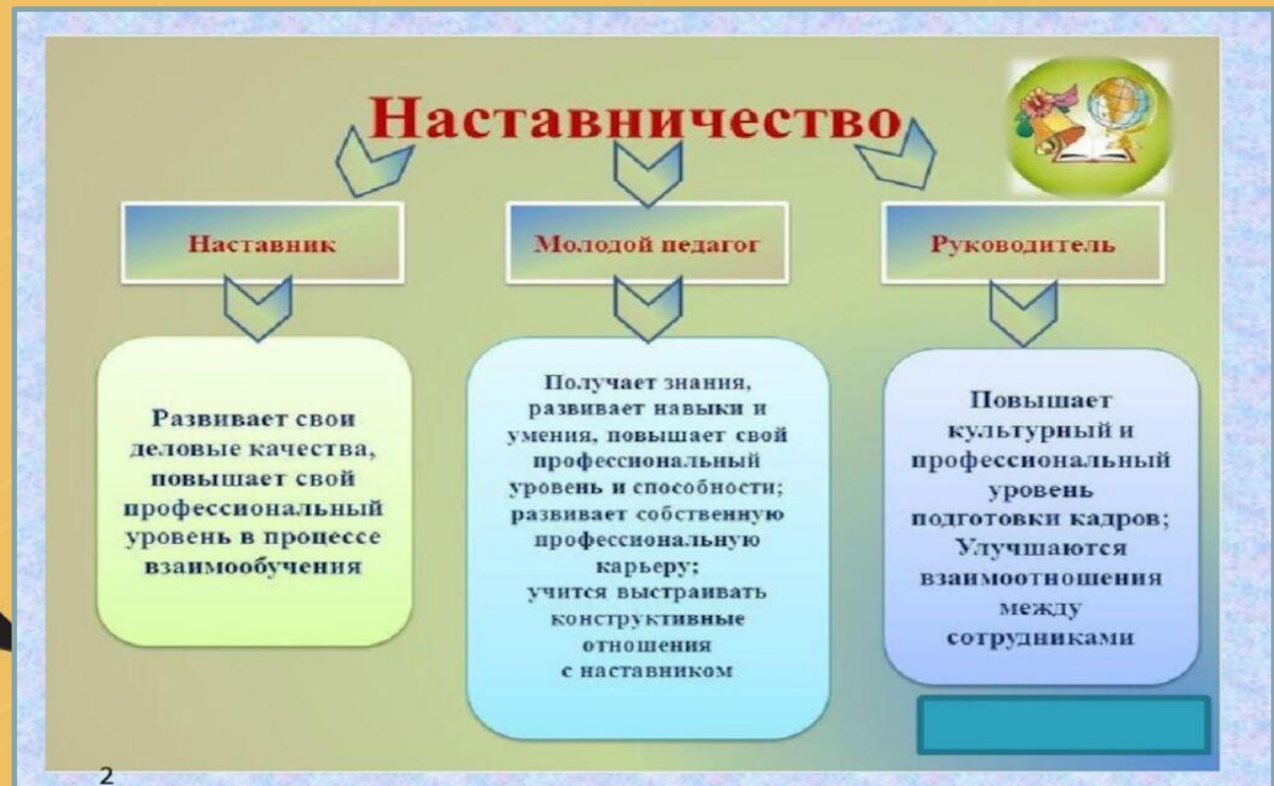 Наставничество
Наставник
Молодой педагог
Руководитель
Развивает свои
деловые качества,
повышает свой
профессиональный
уровень в процессе
взаимообучения
Получает знания,
развивает навыки и
умения, повышает свой
профессиональный
уровень и способности;
развивает собственную
профессиональную
карьеру;
учится выстраивать
конструктивные
отношения
с наставником
Повышает
культурный и
профессиональный
уровень
подготовки кадров;
Улучшаются
взаимоотношения
между
сотрудниками
2